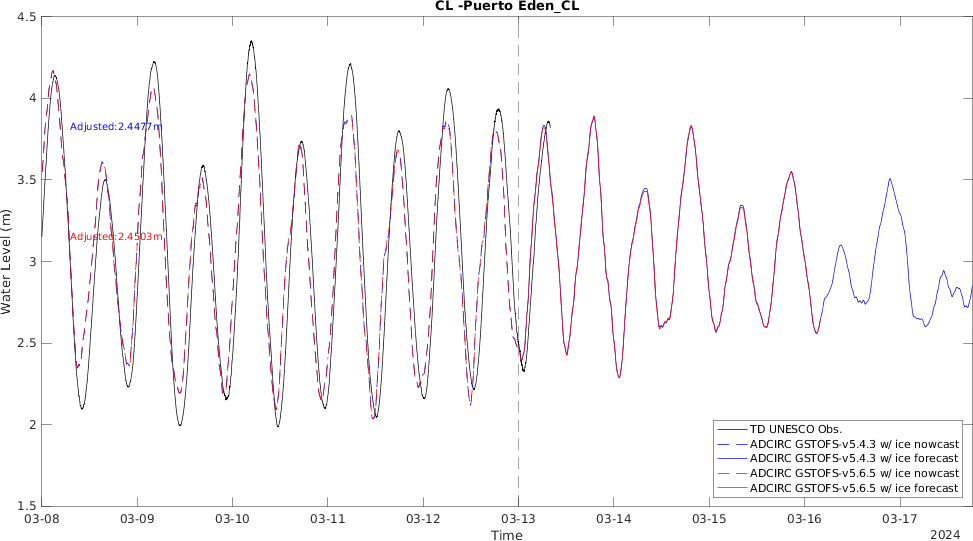 CL -Puerto Eden_CL
4.5
4
3.5
3
2.5
2
1.5
Water Level (m)
Adjusted:2.4477m
Adjusted:2.4503m
TD UNESCO Obs.
ADCIRC GSTOFS-v5.4.3 w/ ice nowcast
ADCIRC GSTOFS-v5.4.3 w/ ice forecast
ADCIRC GSTOFS-v5.6.5 w/ ice nowcast
ADCIRC GSTOFS-v5.6.5 w/ ice forecast
03-08 03-09 03-10 03-11 03-12 03-13 03-14 03-15 03-16 03-17
Time
2024